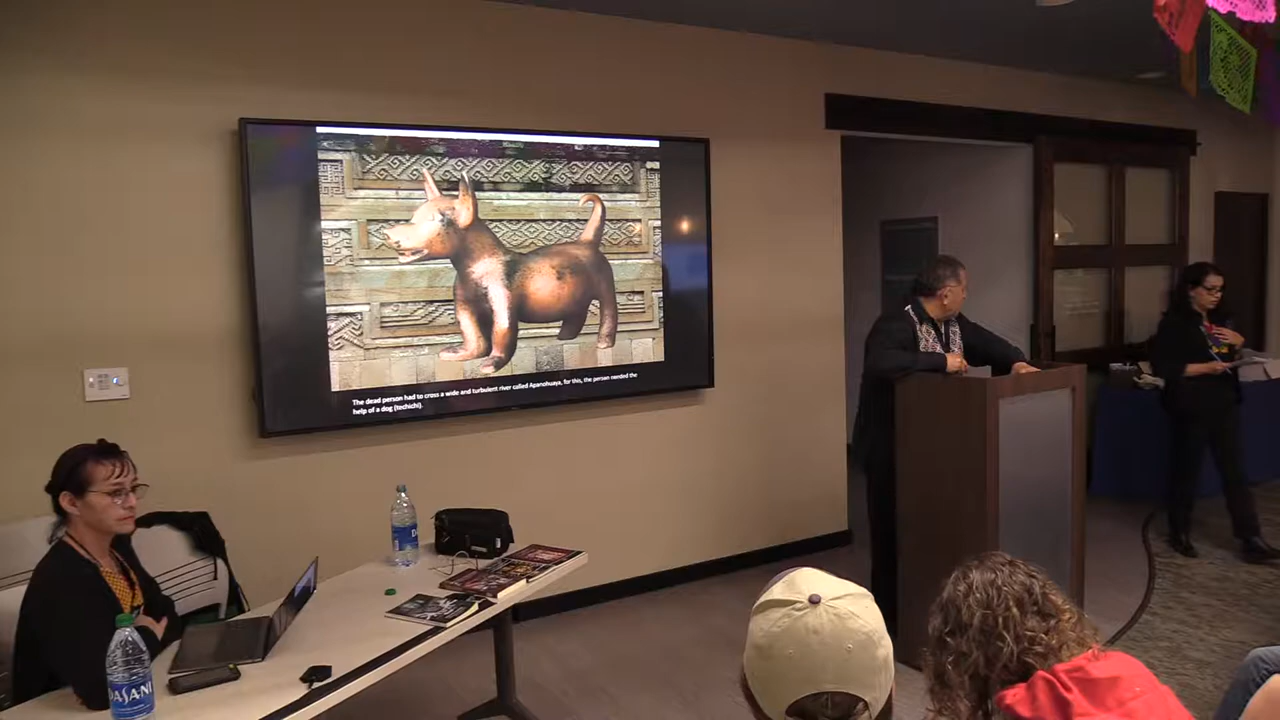 The dead person had to cross a wide and turbulent river called Apanohuaya, for this, the person needed the
help of a dog (techichi).
DASANI